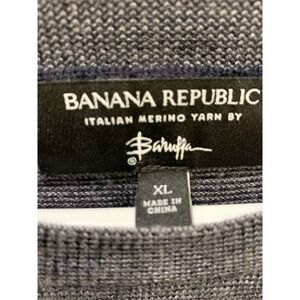 BANANA REPUBLIC
ITALIAN MERINO YARN BY
Baruffa
®
XL
MADE IN
CHINA